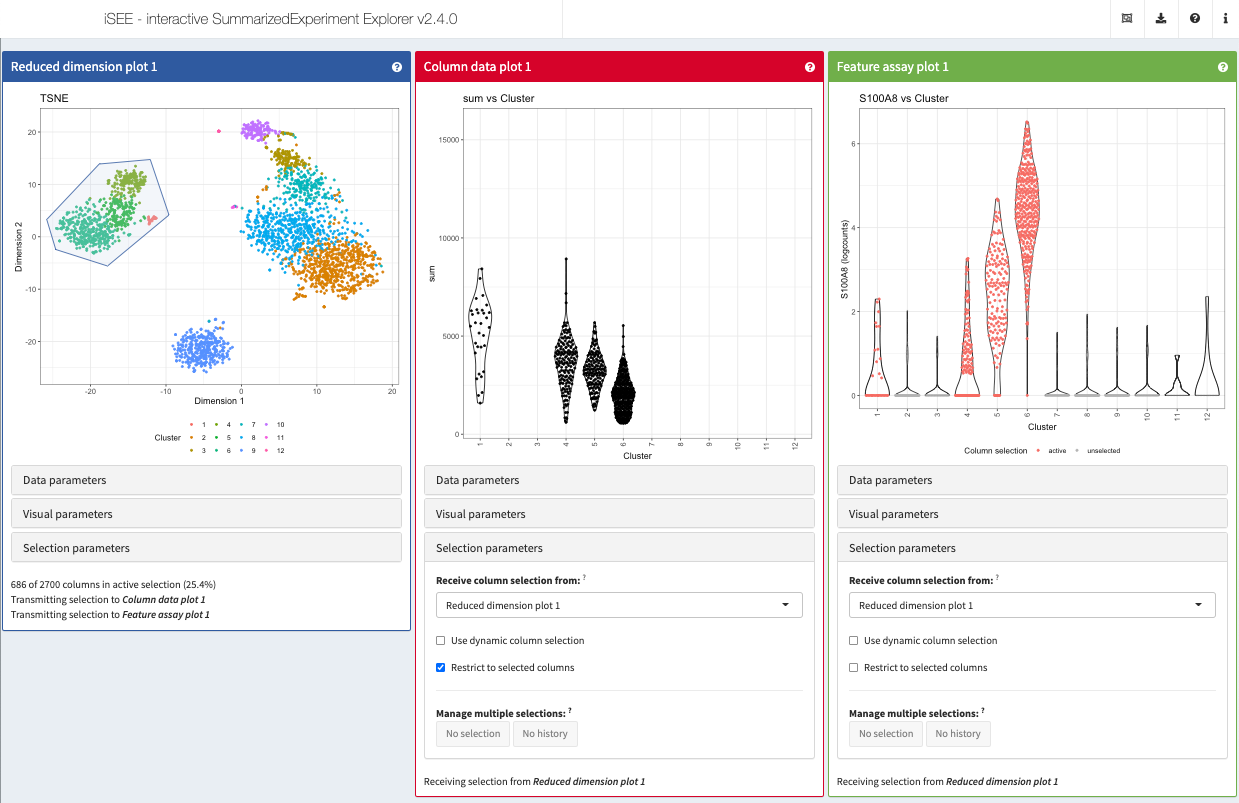 iSEE - interactive SummarizedExperiment Explorer v2.4.0
Reduced dimension plot 1
TSNE
20
10
0
-10
-20
Dimension 2
-20
-10
0
10
20
Dimension 1
Cluster
1 4 7 10
2 5 8 11
3 6 9 12
Data parameters
Visual parameters
Selection parameters
686 of 2700 columns in active selection (25.4%)
Transmitting selection to Column data plot 1
Transmitting selection to Feature assay plot 1
Column data plot 1
sum vs Cluster
15000
10000
5000
0
sum
1 2 3 4 5 6 7 8 9 10 11 12
Cluster
Data parameters
Visual parameters
Selection parameters
Receive column selection from: ?
Reduced dimension plot 1
Use dynamic column selection
Restrict to selected columns
Manage multiple selections: ?
No selection No history
Receiving selection from Reduced dimension plot 1
Feature assay plot 1
S100A8 vs Cluster
6
4
2
0
S100A8 (logcounts)
1 2 3 4 5 6 7 8 9 10 11 12
Cluster
Column selection active unselected
Data parameters
Visual parameters
Selection parameters
Receive column selection from: ?
Reduced dimension plot 1
Use dynamic column selection
Restrict to selected columns
Manage multiple selections: ?
No selection No history
Receiving selection from Reduced dimension plot 1